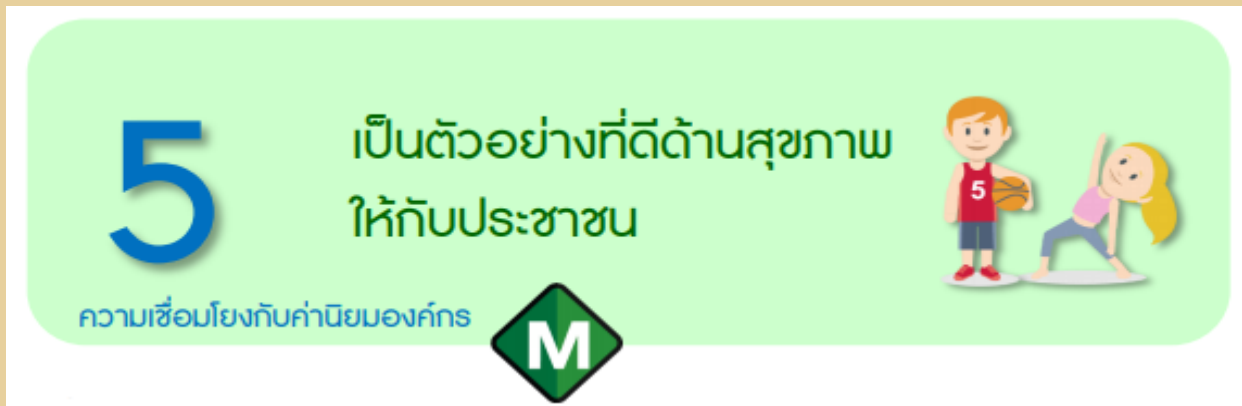 5
เป็นตัวอย่างที่ดีด้านสุขภาพ
ให้กับประชาชน
5
ความเชื่อมโยงกับค่านิยมองค์กร
M